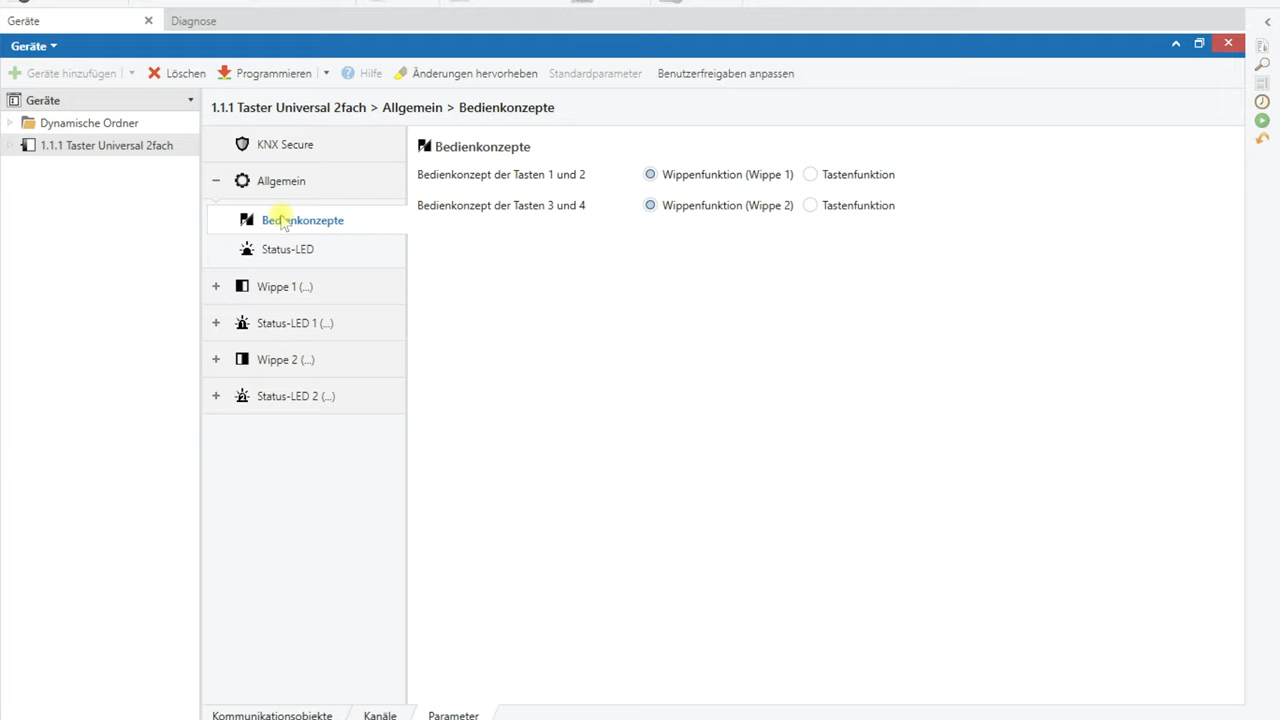 Geräte
Diagnose
Geräte
Geräte hinzufügen
Löschen
Programmieren
Hilfe
Änderungen hervorheben
Standardparameter
Benutzerfreigaben anpassen
Geräte
Dynamische Ordner
1.1.1 Taster Universal 2fach
1.1.1 Taster Universal 2fach > Allgemein > Bedienkonzepte
KNX Secure
Allgemein
Bedienkonzepte
Status-LED
Wippe 1 (...)
Status-LED 1 (...)
Wippe 2 (...)
Status-LED 2 (...)
Bedienkonzepte
Bedienkonzept der Tasten 1 und 2 Wippenfunktion (Wippe 1) Tastenfunktion
Bedienkonzept der Tasten 3 und 4 Wippenfunktion (Wippe 2) Tastenfunktion
Kommunikationsobjekte
Kanäle
Parameter